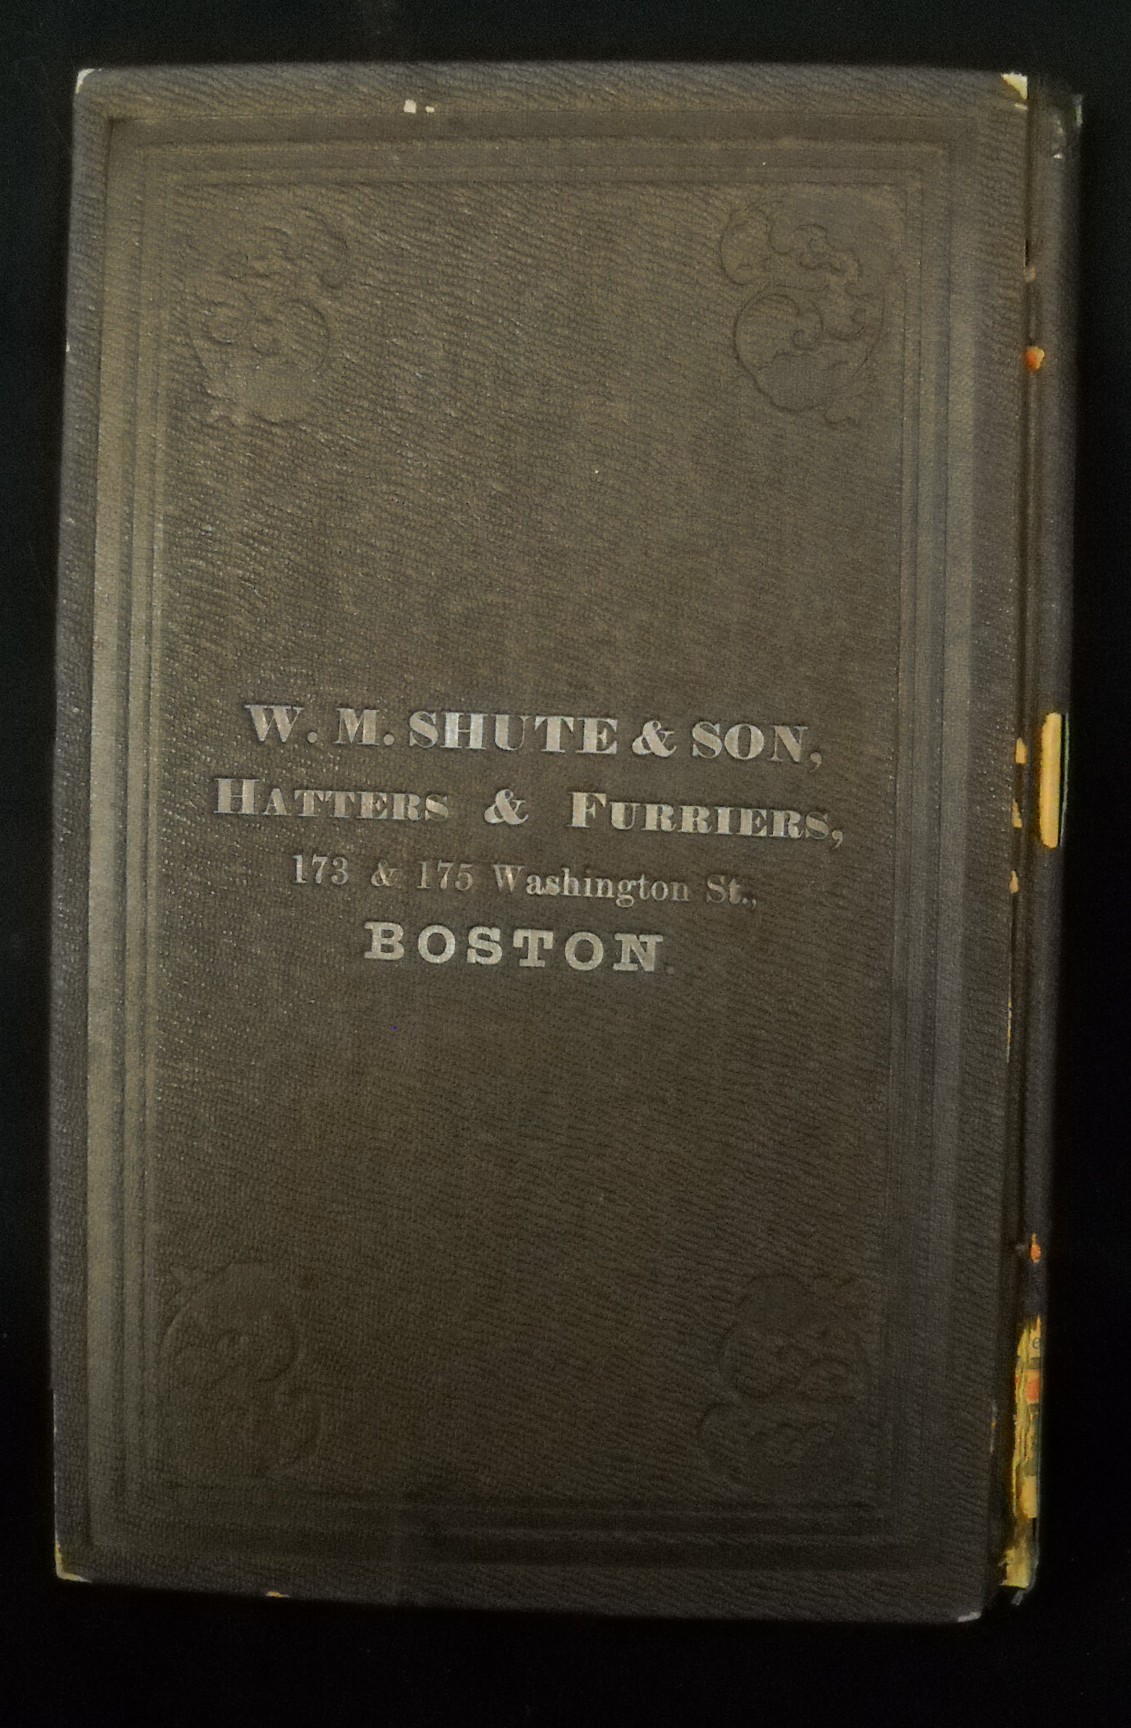 W. M. SHUTE & SON,
HATTERS & FURRIERS,
173 & 175 Washington St.,
BOSTON.